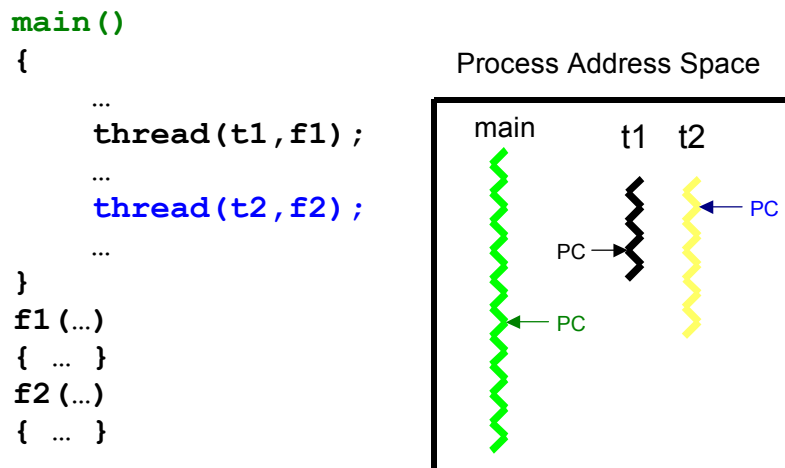 main()
{
…
thread(t1,f1);
…
thread(t2,f2);
…
}
f1(…)
{ … }
f2(…)
{ … }
Process Address Space
main
t1
t2
PC
PC
PC